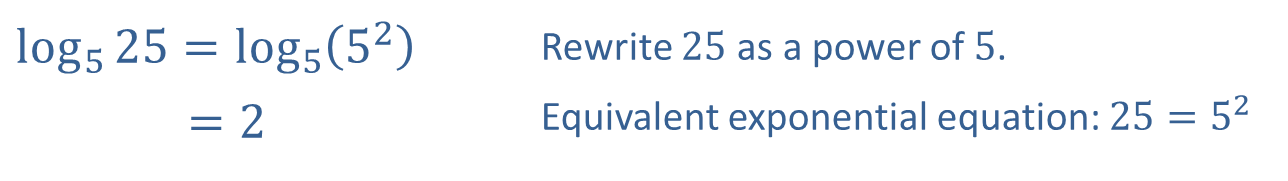 log₅ 25 = log₅(5²) Rewrite 25 as a power of 5.
= 2 Equivalent exponential equation: 25 = 5²